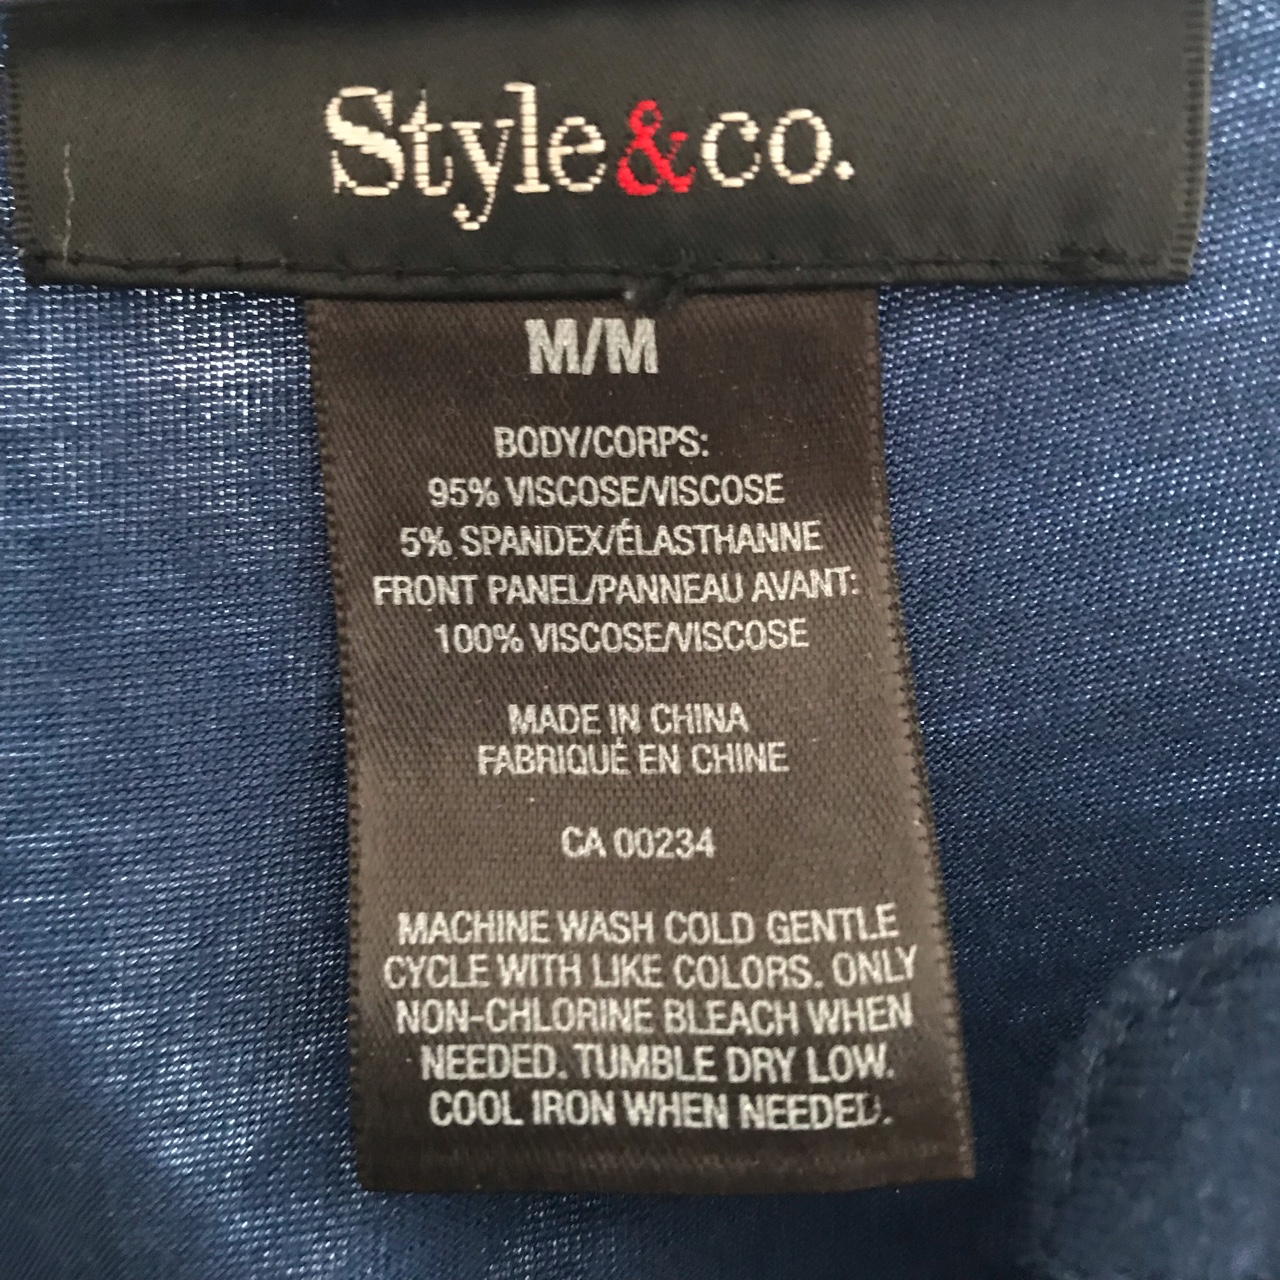 Style&co.
M/M
BODY/CORPS:
95% VISCOSE/VISCOSE
5% SPANDEX/ÉLASTHANNE
FRONT PANEL/PANNEAU AVANT:
100% VISCOSE/VISCOSE
MADE IN CHINA
FABRIQUÉ EN CHINE
CA 00234
MACHINE WASH COLD GENTLE
CYCLE WITH LIKE COLORS. ONLY
NON-CHLORINE BLEACH WHEN
NEEDED. TUMBLE DRY LOW.
COOL IRON WHEN NEEDED.